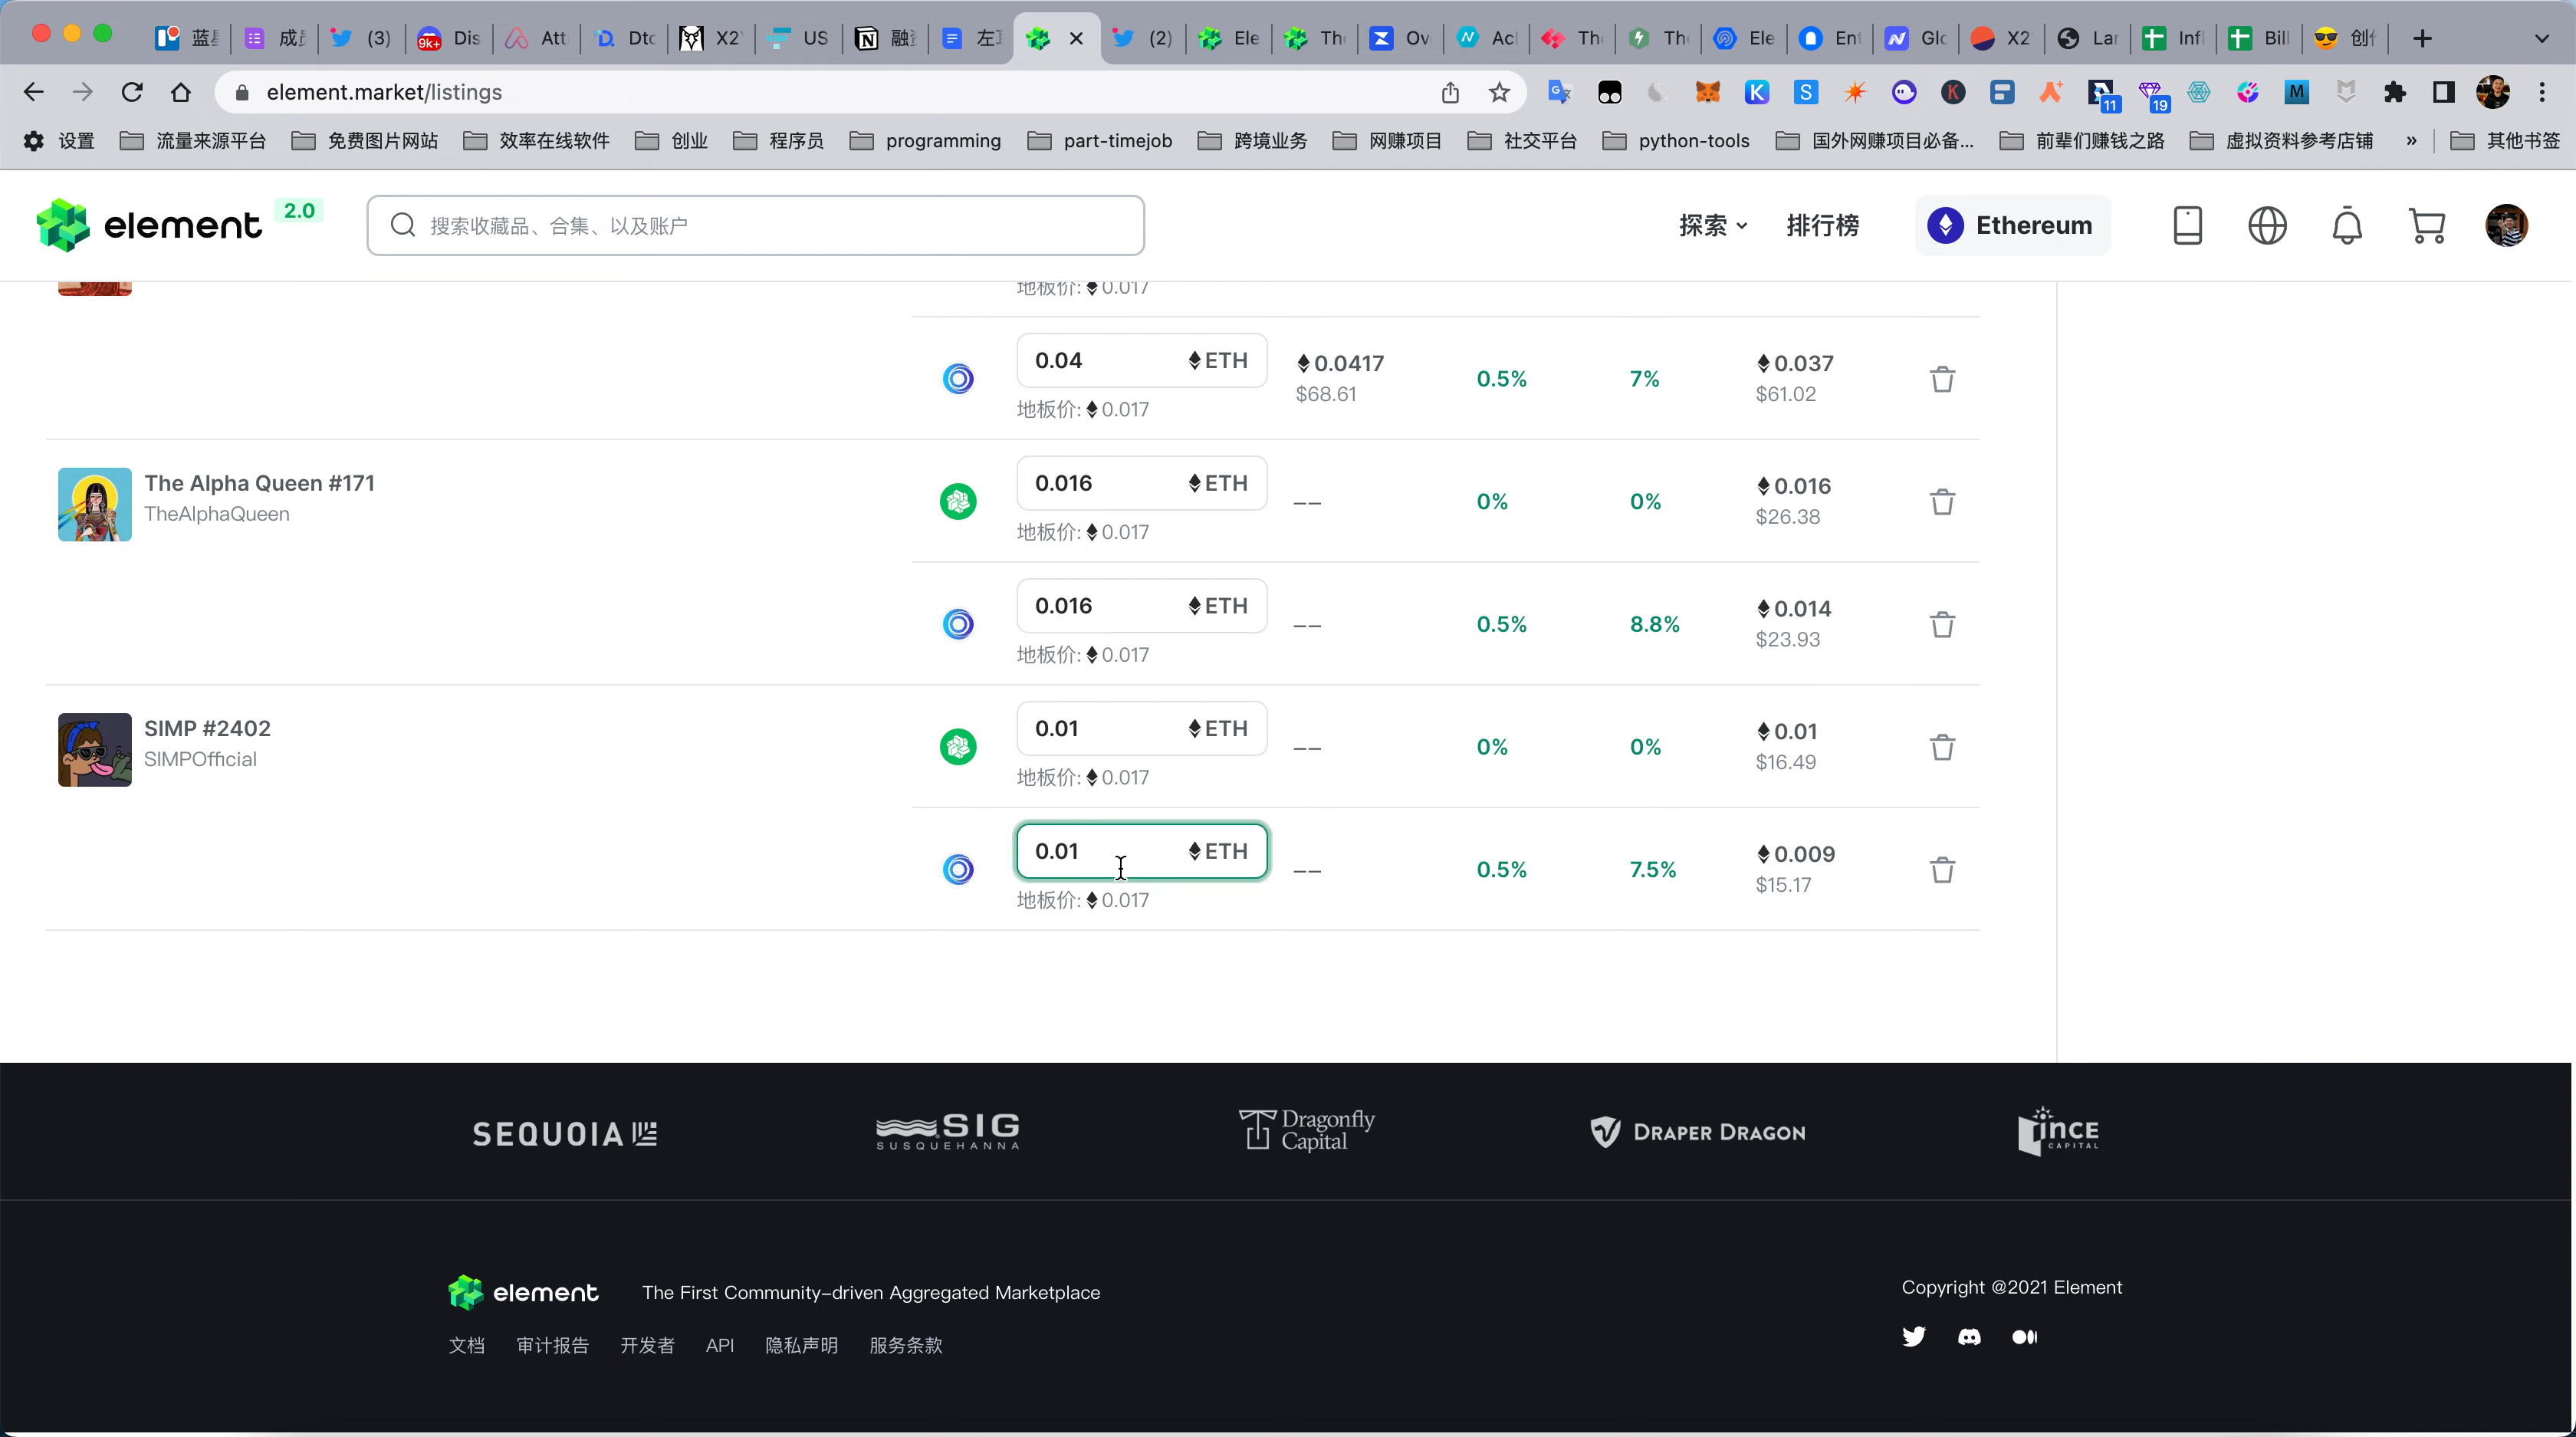 蓝
成
(3)
9k+
Dis
Att
Dtc
X2
US
融
左
(2)
Ele
Th
Ov
Ac
Th
Th
Ele
En
Glo
X2
Lar
Inf
Bill
创
element.market/listings
11
19
设置
流量来源平台
免费图片网站
效率在线软件
创业
程序员
programming
part-timejob
跨境业务
网赚项目
社交平台
python-tools
国外网赚项目必备...
前辈们赚钱之路
虚拟资料参考店铺
»
其他书签
element 2.0
搜索收藏品、合集、以及账户
探索
排行榜
Ethereum
地板价: 0.017
0.04 ETH
地板价: 0.017
0.0417
$68.61
0.5%
7%
0.037
$61.02
The Alpha Queen #171
TheAlphaQueen
0.016 ETH
地板价: 0.017
——
0%
0%
0.016
$26.38
0.016 ETH
地板价: 0.017
——
0.5%
8.8%
0.014
$23.93
SIMP #2402
SIMPOfficial
0.01 ETH
地板价: 0.017
——
0%
0%
0.01
$16.49
0.01 ETH
地板价: 0.017
——
0.5%
7.5%
0.009
$15.17
SEQUOIA
SIG
SUSQUEHANNA
Dragonfly
Capital
DRAPER DRAGON
INCE
CAPITAL
element
The First Community-driven Aggregated Marketplace
Copyright @2021 Element
文档
审计报告
开发者
API
隐私声明
服务条款